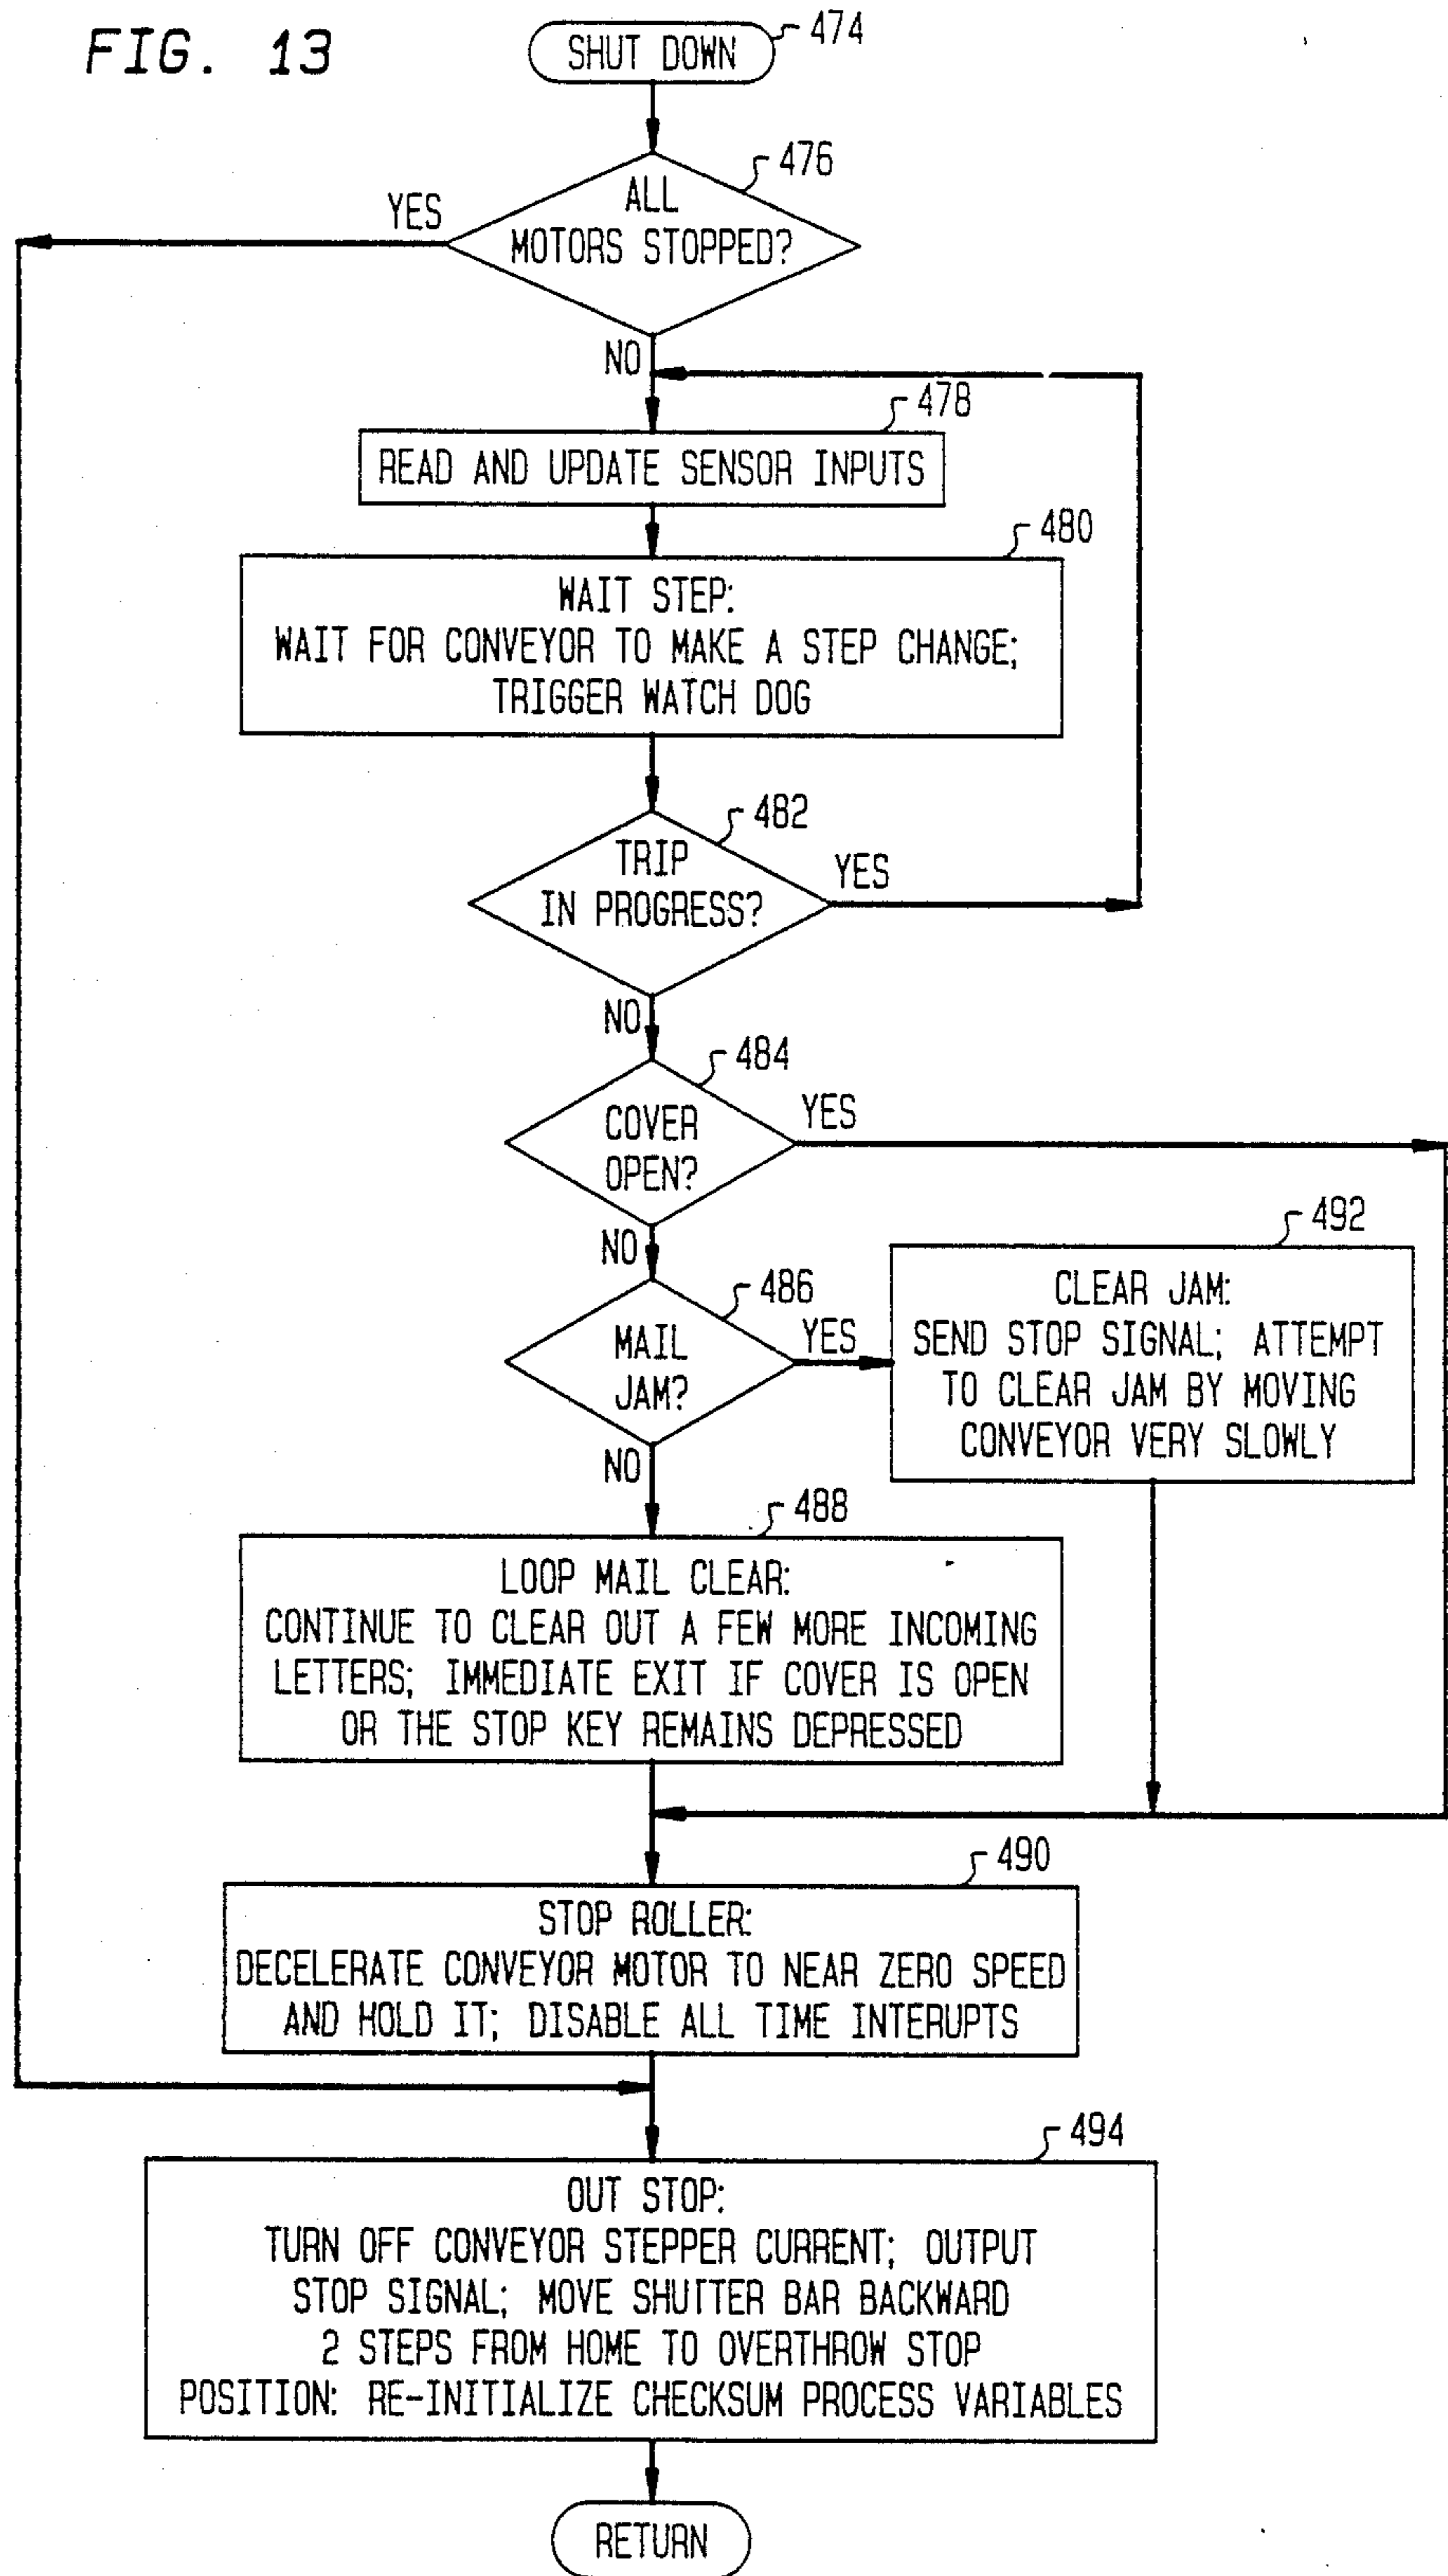 FIG. 13
SHUT DOWN
474
476
ALL
MOTORS STOPPED?
YES
NO
478
READ AND UPDATE SENSOR INPUTS
480
WAIT STEP:
WAIT FOR CONVEYOR TO MAKE A STEP CHANGE;
TRIGGER WATCH DOG
482
TRIP
IN PROGRESS?
YES
NO
484
COVER
OPEN?
YES
NO
486
MAIL
JAM?
YES
NO
492
CLEAR JAM:
SEND STOP SIGNAL; ATTEMPT
TO CLEAR JAM BY MOVING
CONVEYOR VERY SLOWLY
488
LOOP MAIL CLEAR:
CONTINUE TO CLEAR OUT A FEW MORE INCOMING
LETTERS; IMMEDIATE EXIT IF COVER IS OPEN
OR THE STOP KEY REMAINS DEPRESSED
490
STOP ROLLER:
DECELERATE CONVEYOR MOTOR TO NEAR ZERO SPEED
AND HOLD IT; DISABLE ALL TIME INTERUPTS
494
OUT STOP:
TURN OFF CONVEYOR STEPPER CURRENT; OUTPUT
STOP SIGNAL; MOVE SHUTTER BAR BACKWARD
2 STEPS FROM HOME TO OVERTHROW STOP
POSITION: RE-INITIALIZE CHECKSUM PROCESS VARIABLES
RETURN